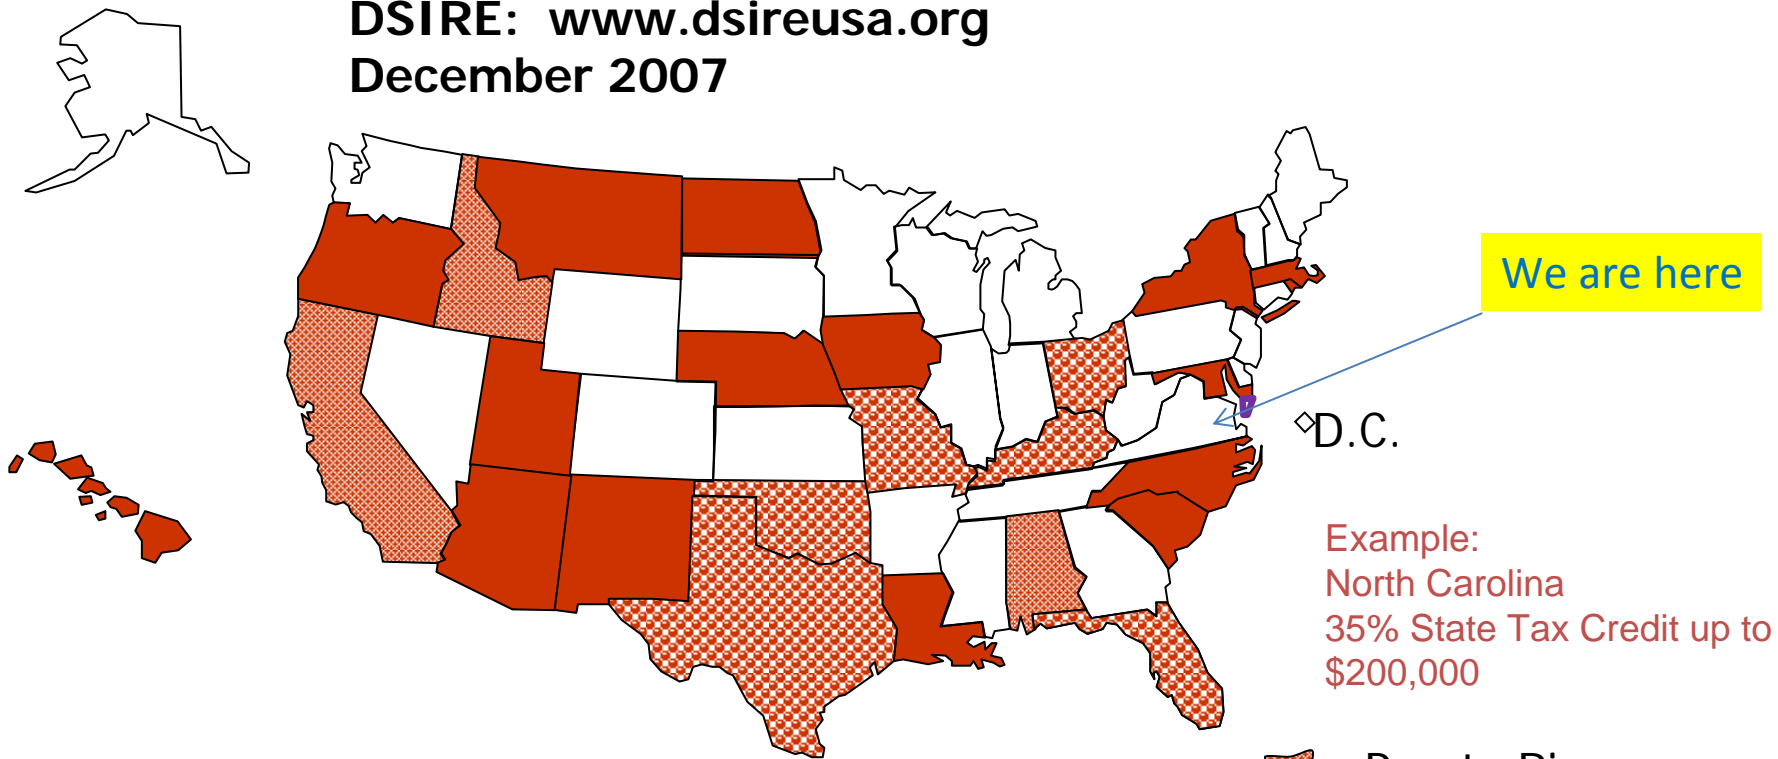 DSIRE: www.dsireusa.org
December 2007
We are here
D.C.
Example:
North Carolina
35% State Tax Credit up to
$200,000